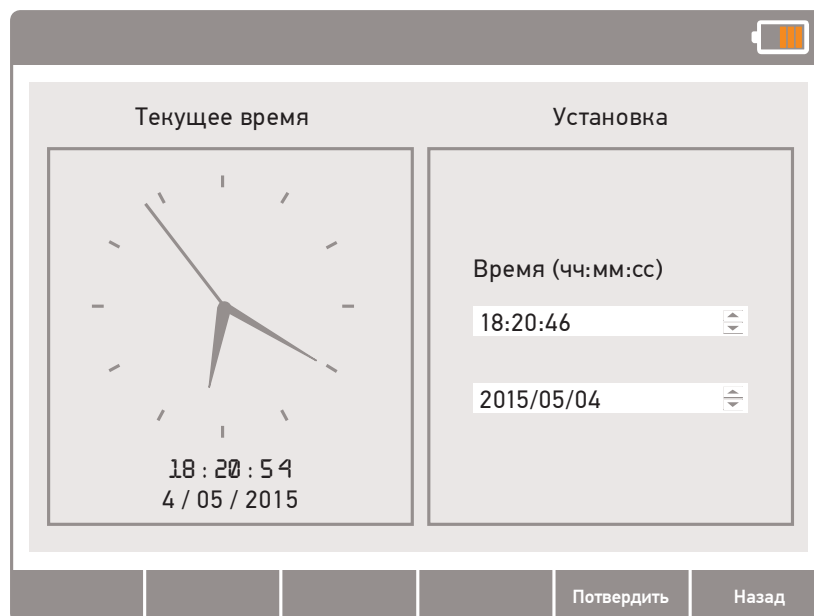 Текущее время
18 : 20 : 54
4 / 05 / 2015
Установка
Время (чч:мм:сс)
18:20:46
2015/05/04
Потвердить
Назад